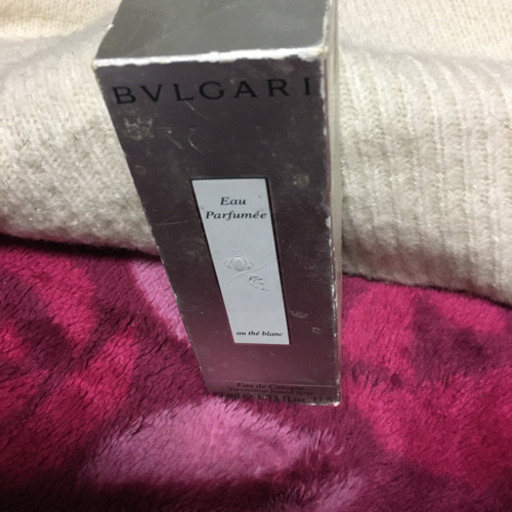 BVLGARI
Eau
Parfumée
au thé blanc
Eau de Cologne